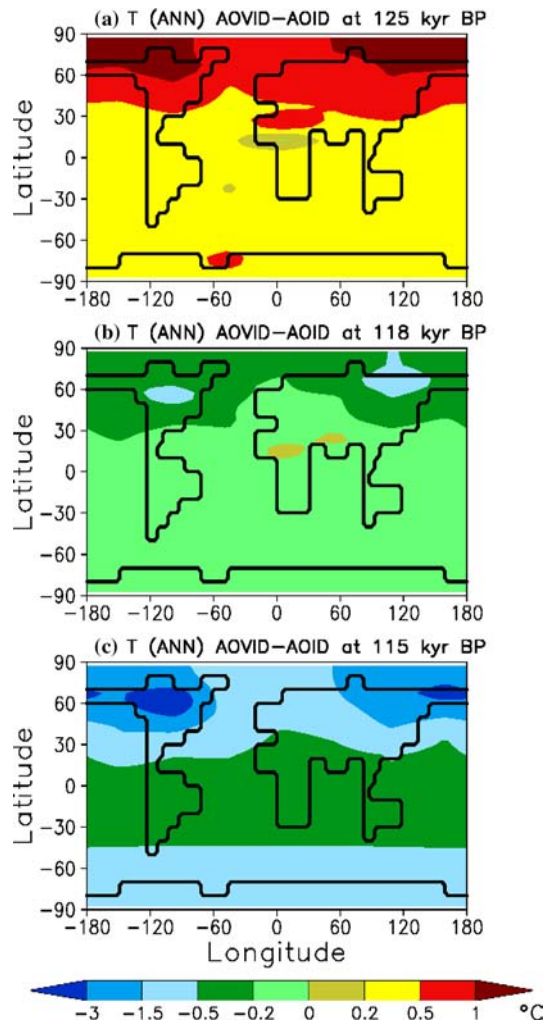 (a) T (ANN) AOVID−AOID at 125 kyr BP
90
60
30
0
−30
−60
−90
Latitude
−180 −120 −60 0 60 120 180
(b) T (ANN) AOVID−AOID at 118 kyr BP
90
60
30
0
−30
−60
−90
Latitude
−180 −120 −60 0 60 120 180
(c) T (ANN) AOVID−AOID at 115 kyr BP
90
60
30
0
−30
−60
−90
Latitude
−180 −120 −60 0 60 120 180
Longitude
−3 −1.5 −0.5 −0.2 0 0.2 0.5 1 °C